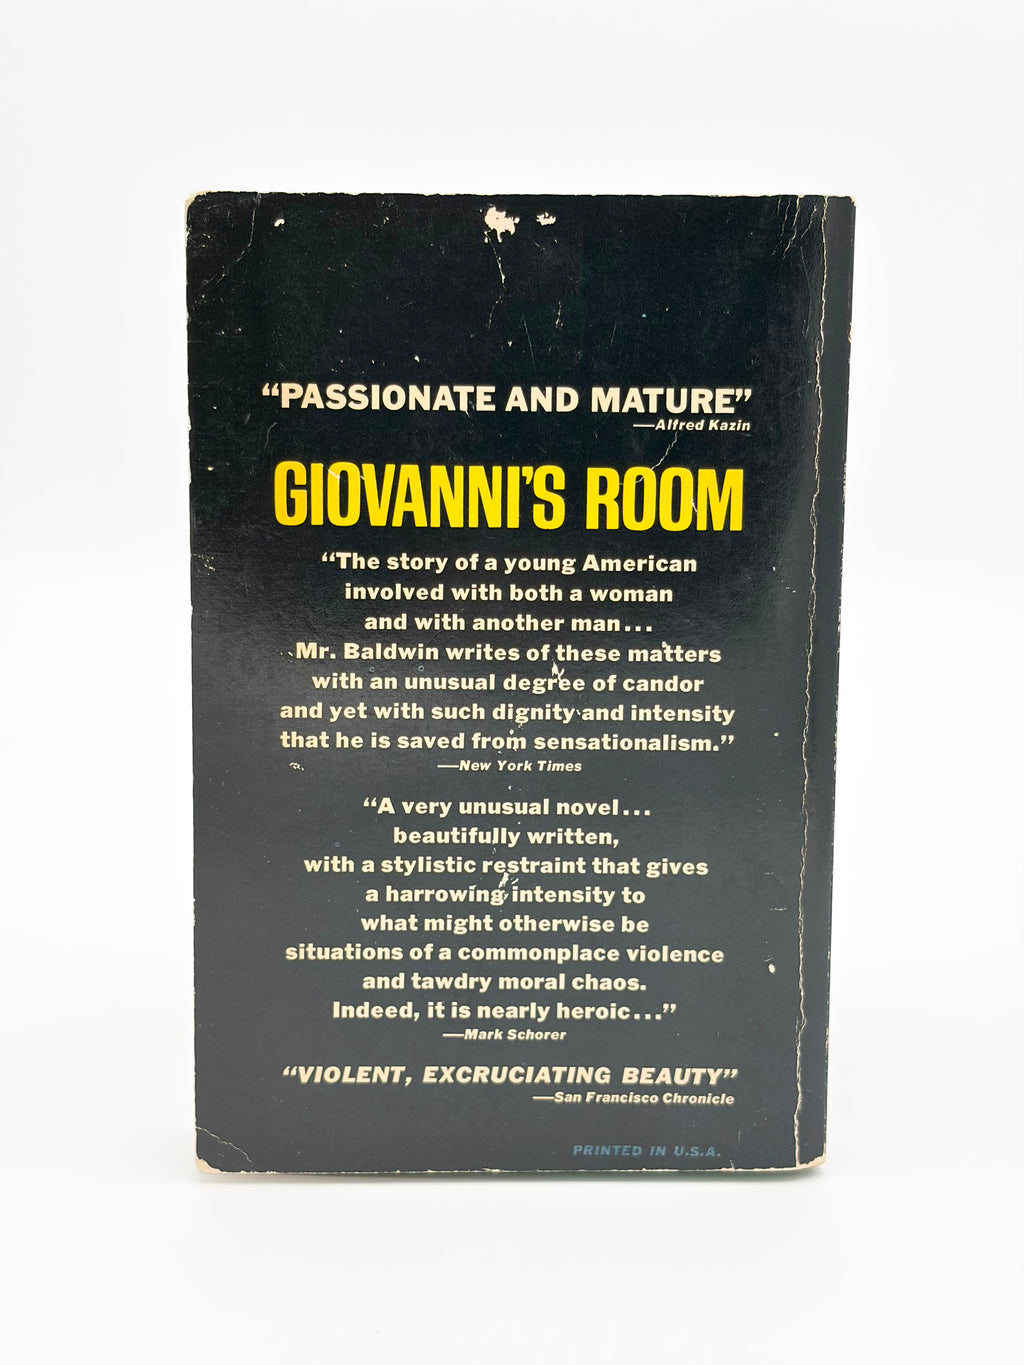 “PASSIONATE AND MATURE”
—Alfred Kazin
GIOVANNI’S ROOM
“The story of a young American
involved with both a woman
and with another man...
Mr. Baldwin writes of these matters
with an unusual degree of candor
and yet with such dignity and intensity
that he is saved from sensationalism.”
—New York Times
“A very unusual novel...
beautifully written,
with a stylistic restraint that gives
a harrowing intensity to
what might otherwise be
situations of a commonplace violence
and tawdry moral chaos.
Indeed, it is nearly heroic...”
—Mark Schorer
“VIOLENT, EXCRUCIATING BEAUTY”
—San Francisco Chronicle
PRINTED IN U.S.A.